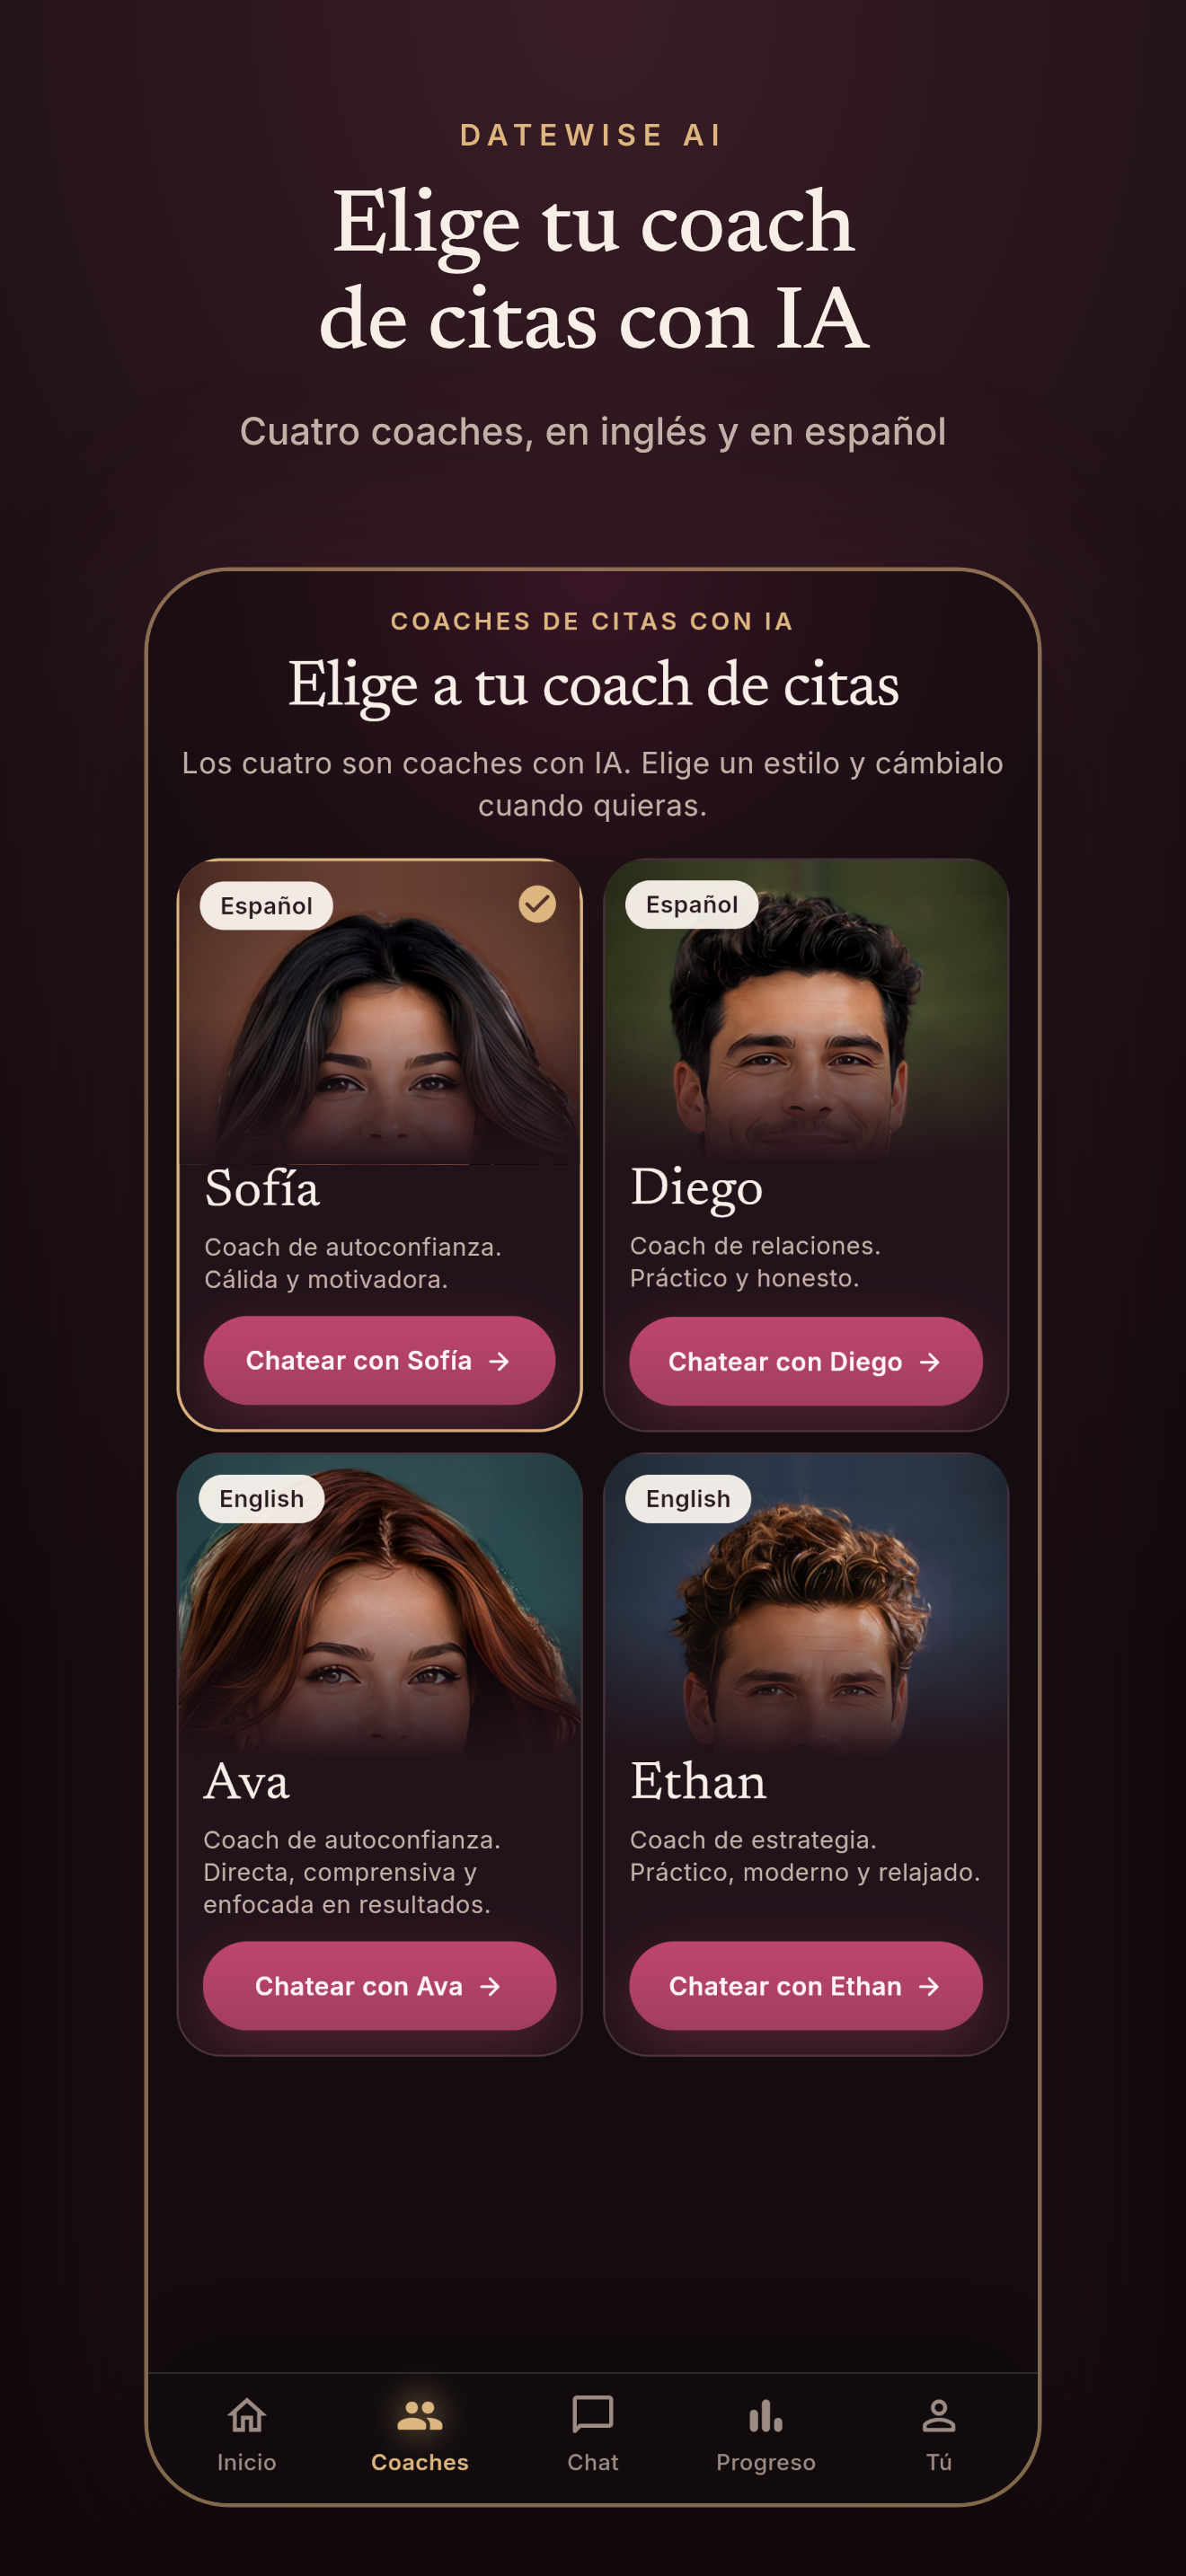 DATEWISE AI
Elige tu coach
de citas con IA
Cuatro coaches, en inglés y en español
COACHES DE CITAS CON IA
Elige a tu coach de citas
Los cuatro son coaches con IA. Elige un estilo y cámbialo
cuando quieras.
Español
Sofía
Coach de autoconfianza.
Cálida y motivadora.
Chatear con Sofía →
Español
Diego
Coach de relaciones.
Práctico y honesto.
Chatear con Diego →
English
Ava
Coach de autoconfianza.
Directa, comprensiva y
enfocada en resultados.
Chatear con Ava →
English
Ethan
Coach de estrategia.
Práctico, moderno y relajado.
Chatear con Ethan →
Inicio
Coaches
Chat
Progreso
Tú